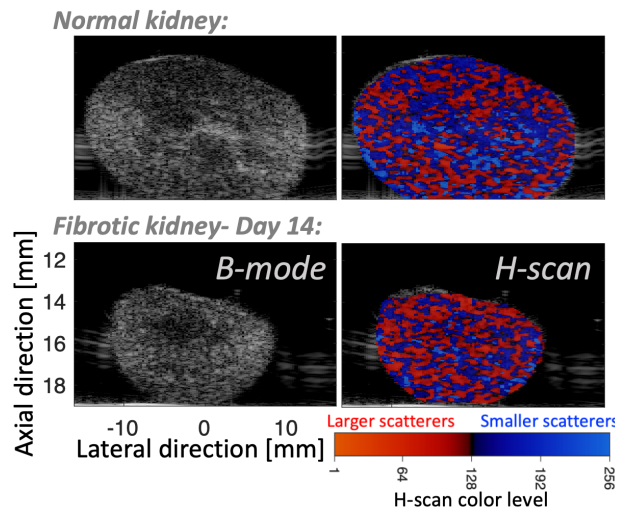 Normal kidney:
Fibrotic kidney- Day 14:
B-mode
H-scan
Axial direction [mm]
12
14
16
18
-10 0 10
Lateral direction [mm]
Larger scatterers
Smaller scatterers
1 64 128 192 256
H-scan color level